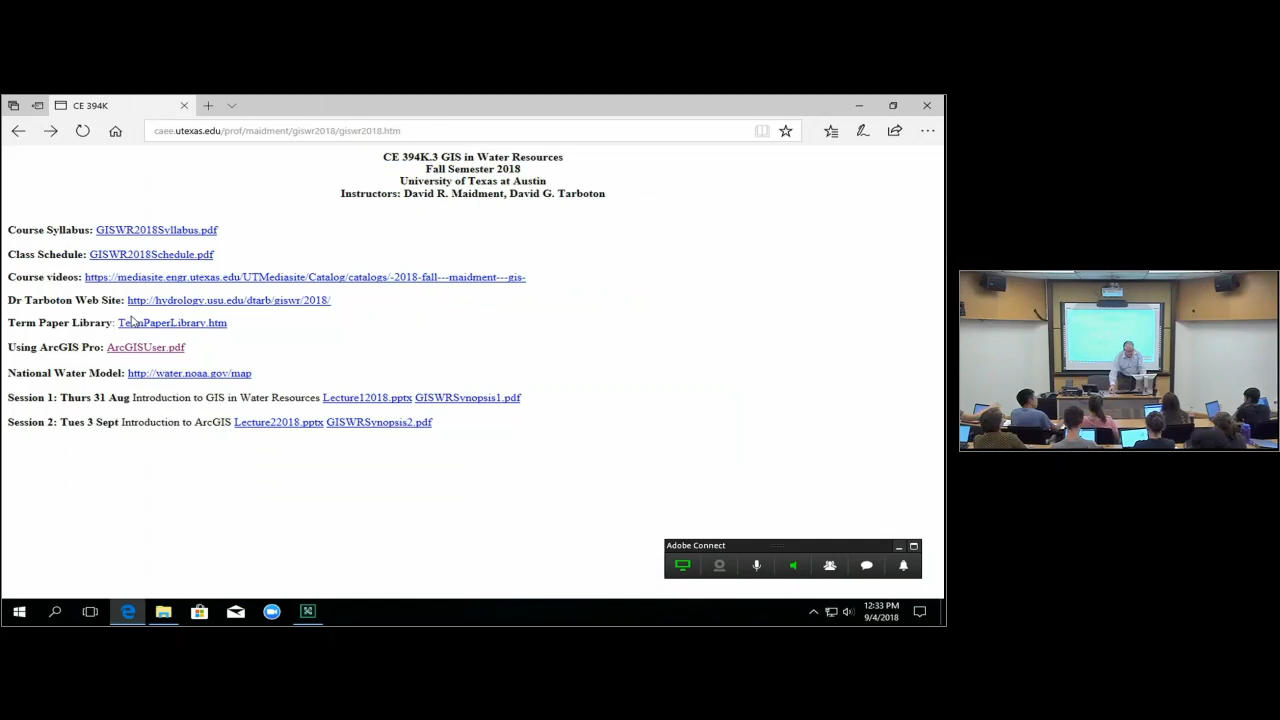 CE 394K
caee.utexas.edu/prof/maidment/giswr2018/giswr2018.htm
CE 394K.3 GIS in Water Resources
Fall Semester 2018
University of Texas at Austin
Instructors: David R. Maidment, David G. Tarboton
Course Syllabus: GISWR2018Syllabus.pdf
Class Schedule: GISWR2018Schedule.pdf
Course videos: https://mediasite.engr.utexas.edu/UTMediasite/Catalog/catalogs/-2018-fall---maidment---gis-
Dr Tarboton Web Site: http://hydrology.usu.edu/dtarb/giswr/2018/
Term Paper Library: TermPaperLibrary.htm
Using ArcGIS Pro: ArcGISUser.pdf
National Water Model: http://water.noaa.gov/map
Session 1: Thurs 31 Aug Introduction to GIS in Water Resources Lecture12018.pptx GISWRSynopsis1.pdf
Session 2: Tues 3 Sept Introduction to ArcGIS Lecture22018.pptx GISWRSynopsis2.pdf
Adobe Connect
12:33 PM
9/4/2018